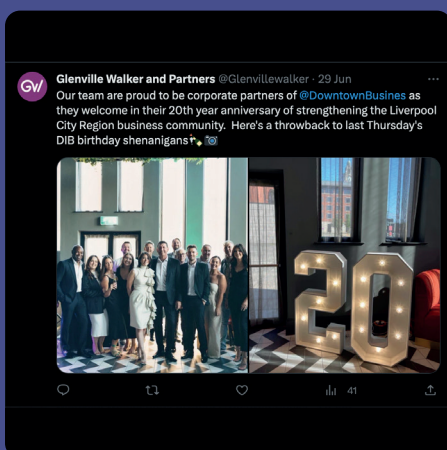 GW
Glenville Walker and Partners @Glenvillewalker · 29 Jun
Our team are proud to be corporate partners of @DowntownBusines as
they welcome in their 20th year anniversary of strengthening the Liverpool
City Region business community. Here's a throwback to last Thursday's
DIB birthday shenanigans🍾 📸
20
41